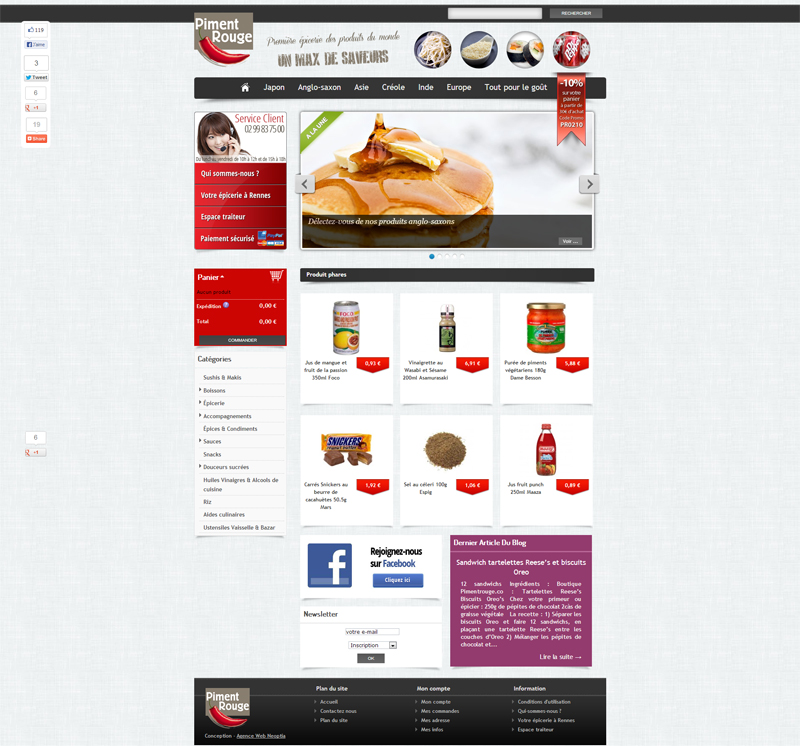 119
J'aime
3
Tweet
6
+1
19
Share
6
+1
Piment
Rouge
Première épicerie des produits du monde
UN MAX DE SAVEURS
RECHERCHER
Japon
Anglo-saxon
Asie
Créole
Inde
Europe
Tout pour le goût
-10%
sur votre
panier
à partir de
50€ d'achat
Code Promo
PR0210
Service Client
02 99 83 75 00
Du lundi au vendredi de 10h à 12h et de 15h à 18h
Qui sommes-nous ?
Votre épicerie à Rennes
Espace traiteur
Paiement sécurisé
PayPal
A LA UNE
Délectez-vous de nos produits anglo-saxons
Voir ...
Panier
Aucun produit
Expédition
0,00 €
Total
0,00 €
COMMANDER
Catégories
Sushis & Makis
Boissons
Épicerie
Accompagnements
Épices & Condiments
Sauces
Snacks
Douceurs sucrées
Huiles Vinaigres & Alcools de
cuisine
Riz
Aides culinaires
Ustensiles Vaisselle & Bazar
Produit phares
FOCO
Jus de mangue et
fruit de la passion
350ml Foco
0,93 €
Vinaigrette au
Wasabi et Sésame
200ml Asamurasaki
6,91 €
Purée de piments
végétariens 180g
Dame Besson
5,88 €
SNICKERS
Carrés Snickers au
beurre de
cacahuètes 50.5g
Mars
1,92 €
Sel au céleri 100g
Espig
1,06 €
Jus fruit punch
250ml Maaza
0,89 €
Rejoignez-nous
sur Facebook
Cliquez ici
Newsletter
votre e-mail
Inscription
OK
Dernier Article Du Blog
Sandwich tartelettes Reese's et biscuits
Oreo
12 sandwichs Ingrédients : Boutique
Pimentrouge.co : Tartelettes Reese's
Biscuits Oreo's Chez votre primeur ou
épicier : 250g de pépites de chocolat 2càs de
graisse végétale La recette : 1) Séparer les
biscuits Oreo et faire 12 sandwichs, en
plaçant une tartelette Reese's entre les
couches d'Oreo 2) Mélanger les pépites de
chocolat et...
Lire la suite →
Piment
Rouge
Conception - Agence Web Neoptia
Plan du site
Accueil
Contactez nous
Plan du site
Mon compte
Mon compte
Mes commandes
Mes adresse
Mes infos
Information
Conditions d'utilisation
Qui sommes-nous ?
Votre épicerie à Rennes
Espace traiteur